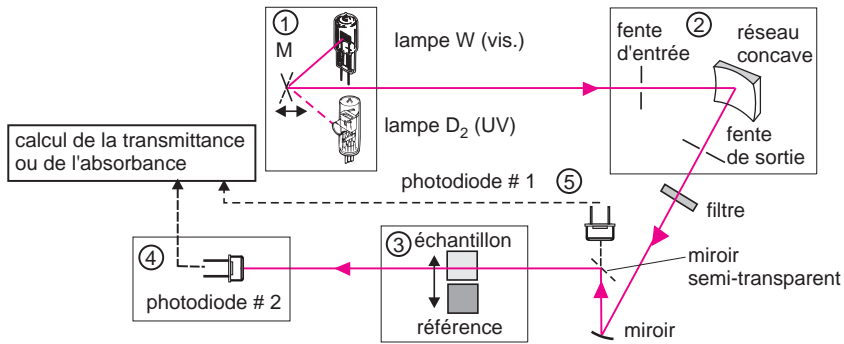 ①
M
lampe W (vis.)
lampe D₂ (UV)
②
fente
d'entrée
réseau
concave
fente
de sortie
calcul de la transmittance
ou de l'absorbance
photodiode # 1
⑤
filtre
④
photodiode # 2
③ échantillon
référence
miroir
semi-transparent
miroir